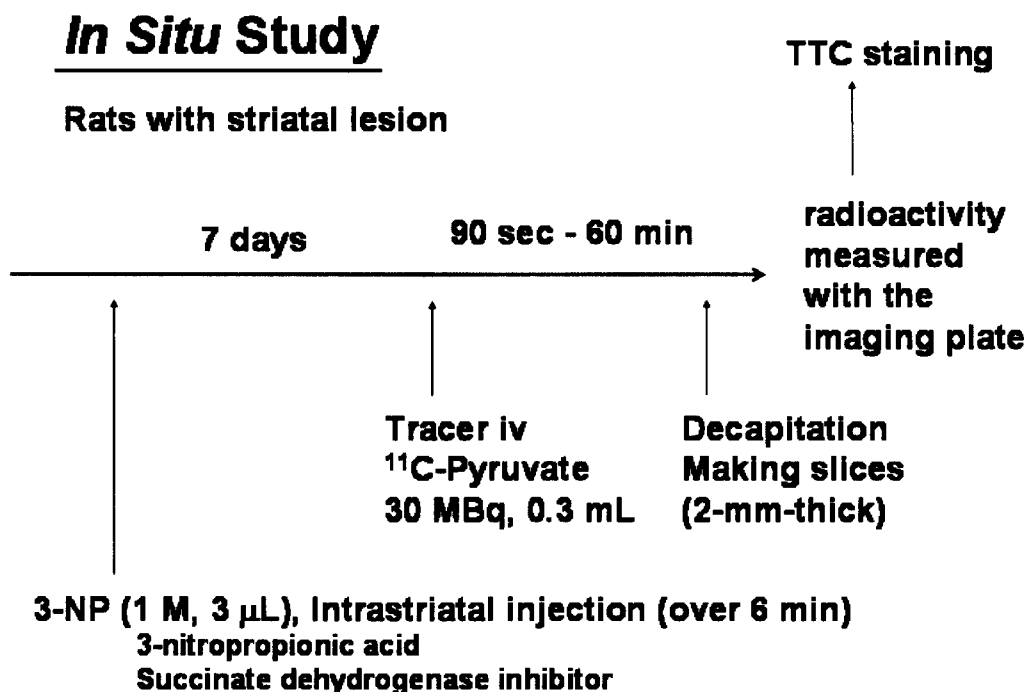 In Situ Study
TTC staining
Rats with striatal lesion
7 days
90 sec - 60 min
radioactivity
measured
with the
imaging plate
Tracer iv
¹¹C-Pyruvate
30 MBq, 0.3 mL
Decapitation
Making slices
(2-mm-thick)
3-NP (1 M, 3 μL), Intrastriatal injection (over 6 min)
3-nitropropionic acid
Succinate dehydrogenase inhibitor